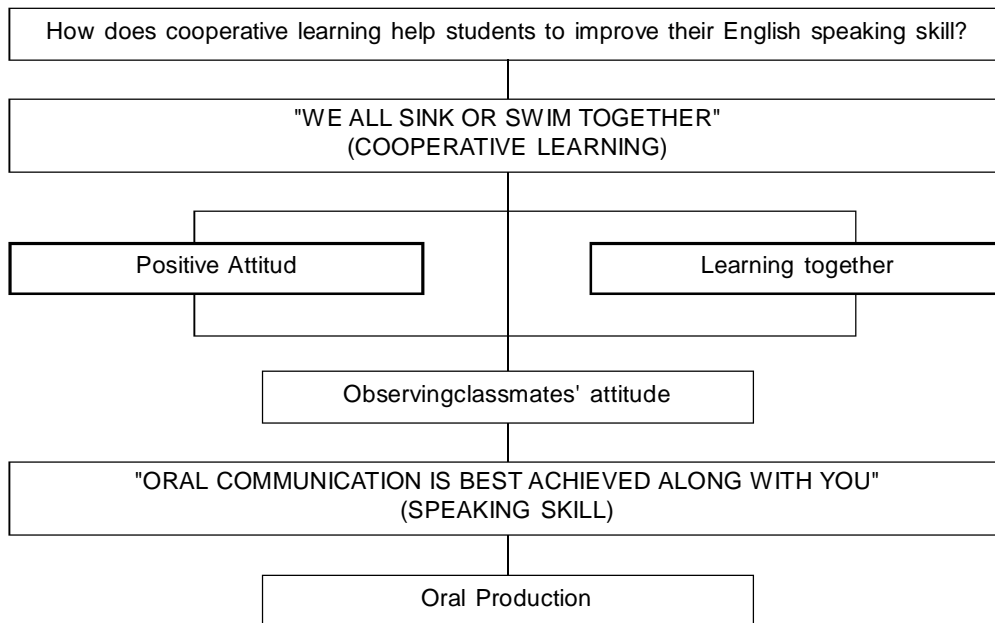 How does cooperative learning help students to improve their English speaking skill?
"WE ALL SINK OR SWIM TOGETHER"
(COOPERATIVE LEARNING)
Positive Attitud
Learning together
Observingclassmates' attitude
"ORAL COMMUNICATION IS BEST ACHIEVED ALONG WITH YOU"
(SPEAKING SKILL)
Oral Production